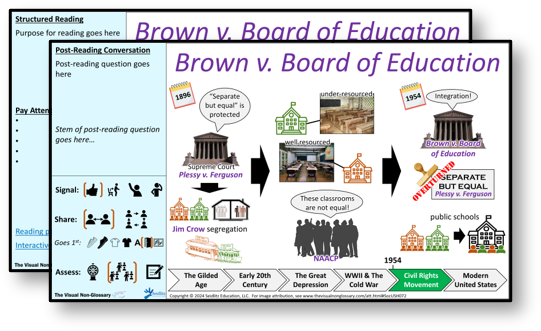 Structured Reading
Purpose for reading goes here
Brown v. Board of Education
Pay Atten
Reading p
Interactiv
The Visual Non
Post-Reading Conversation
Post-reading question goes
here
Stem of post-reading question
goes here…
Signal:
Share:
Goes 1st:
A
Assess:
The Visual Non-Glossary
Seidlitz
Brown v. Board of Education
1896
"Separate
but equal" is
protected
Supreme Court
Plessy v. Ferguson
Jim Crow segregation
under-resourced
well-resourced
These classrooms
are not equal!
NAACP
1954
Integration!
Brown v. Board
of Education
OVERTURNED
SEPARATE
BUT EQUAL
Plessy v. Ferguson
public schools
1954
The Gilded
Age
Early 20th
Century
The Great
Depression
WWII & The
Cold War
Civil Rights
Movement
Modern
United States
Copyright © 2024 Seidlitz Education, LLC. For image attribution, see www.thevisualnonglossary.com/art.html#SocUSH072